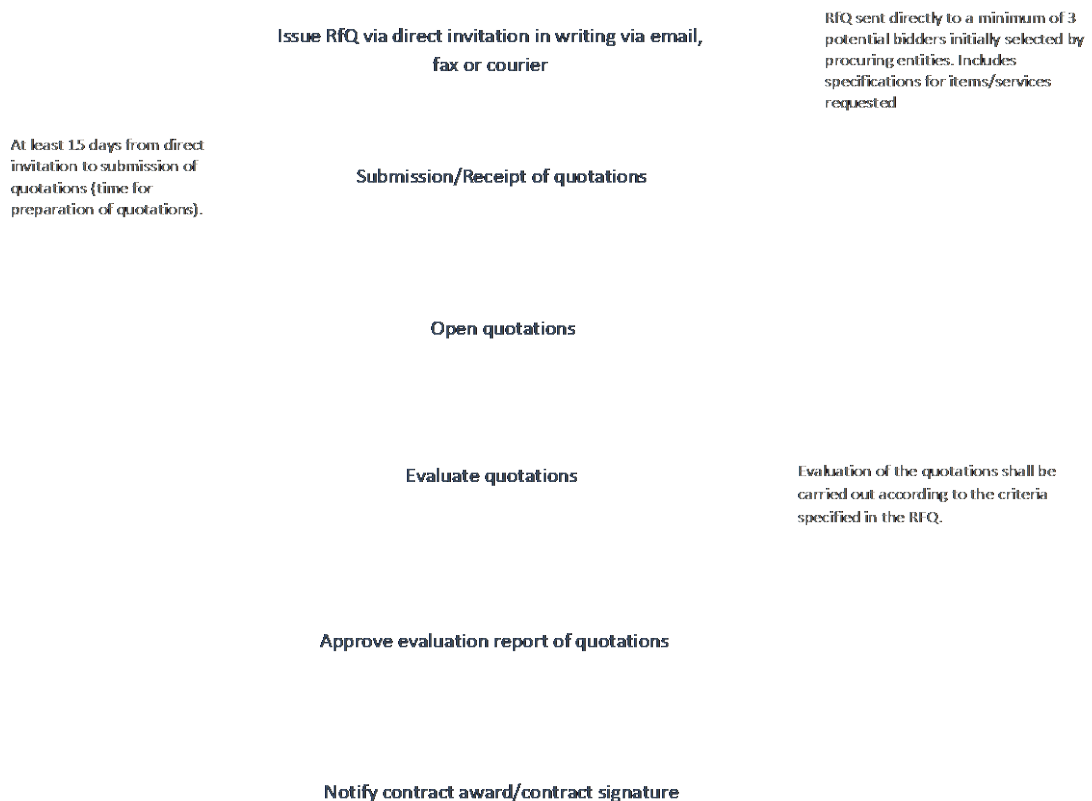 Issue RfQ via direct invitation in writing via email,
fax or courier
RfQ sent directly to a minimum of 3
potential bidders initially selected by
procuring entities. Includes
specifications for items/services
requested
At least 15 days from direct
invitation to submission of
quotations (time for
preparation of quotations).
Submission/Receipt of quotations
Open quotations
Evaluate quotations
Evaluation of the quotations shall be
carried out according to the criteria
specified in the RFQ.
Approve evaluation report of quotations
Notify contract award/contract signature